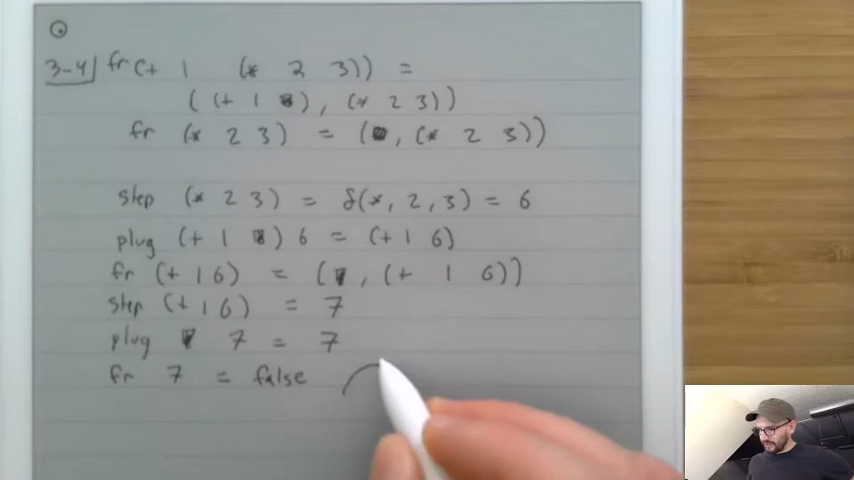 3-4| fr (+ 1 (* 2 3)) =
( (+ 1 ■), (* 2 3))
fr (* 2 3) = (■, (* 2 3))
step (* 2 3) = δ(*, 2, 3) = 6
plug (+ 1 ■) 6 = (+ 1 6)
fr (+ 1 6) = (■, (+ 1 6))
step (+ 1 6) = 7
plug ■ 7 = 7
fr 7 = false